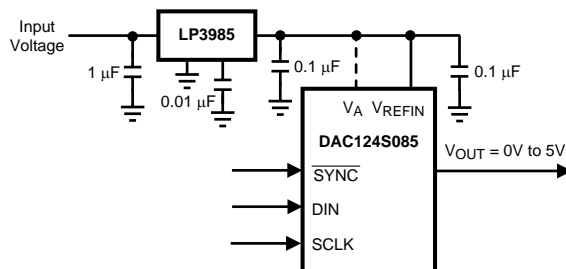 Input
Voltage
LP3985
1 µF
0.01 µF
0.1 µF
0.1 µF
VA VREFIN
DAC124S085
VOUT = 0V to 5V
SYNC
DIN
SCLK